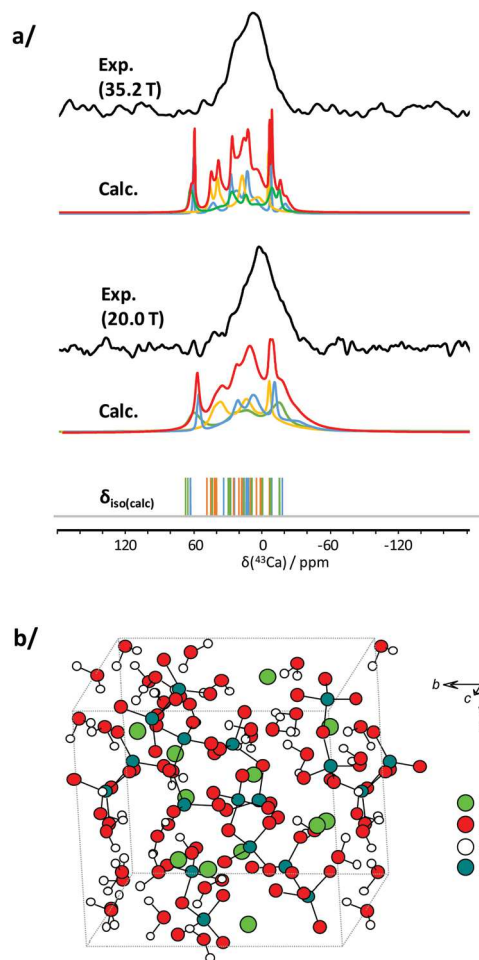 a/
Exp.
(35.2 T)
Calc.
Exp.
(20.0 T)
Calc.
δiso(calc)
120 60 0 -60 -120
δ(⁴³Ca) / ppm
b/
b
c